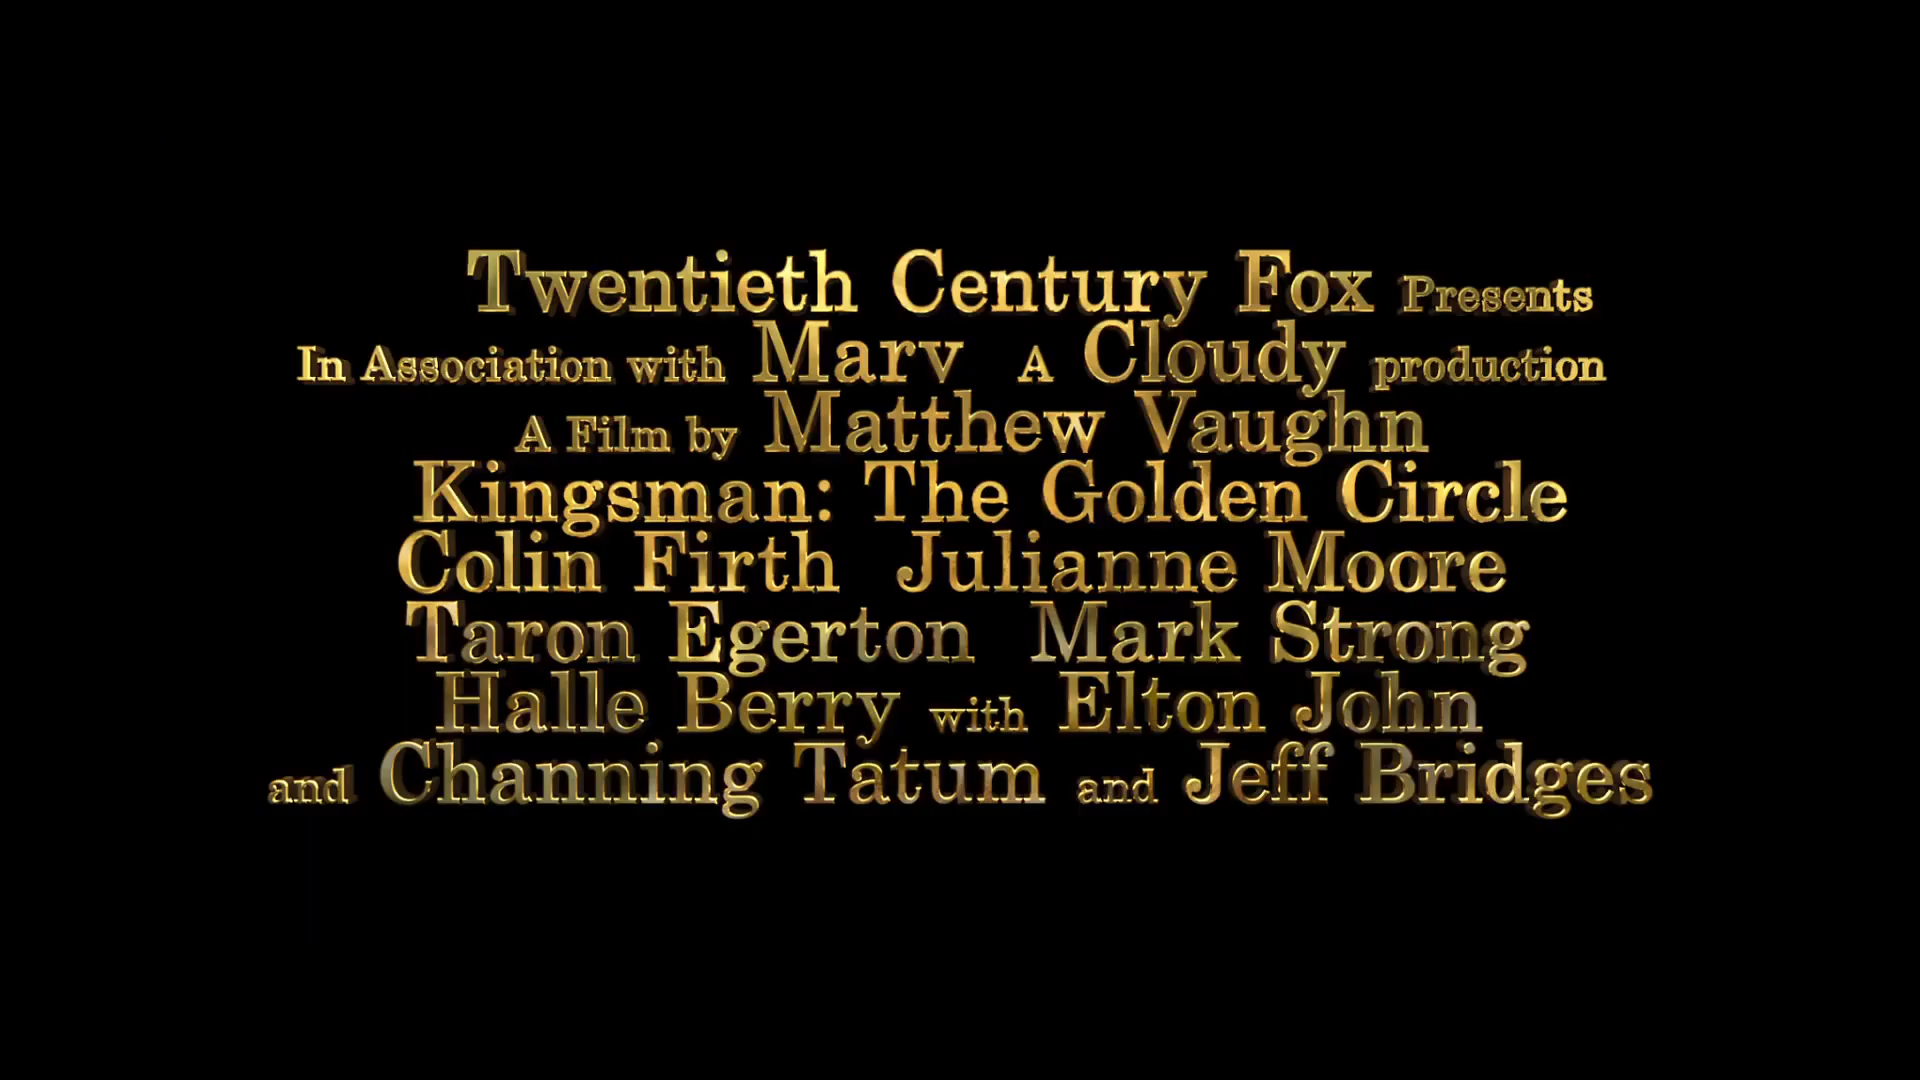 Twentieth Century Fox Presents
In Association with Marv A Cloudy production
A Film by Matthew Vaughn
Kingsman: The Golden Circle
Colin Firth Julianne Moore
Taron Egerton Mark Strong
Halle Berry with Elton John
and Channing Tatum and Jeff Bridges